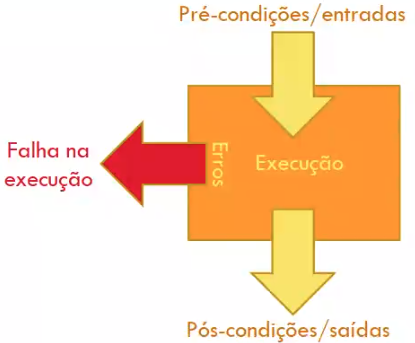 Pré-condições/entradas
Falha na
execução
Erros
Execução
Pós-condições/saídas